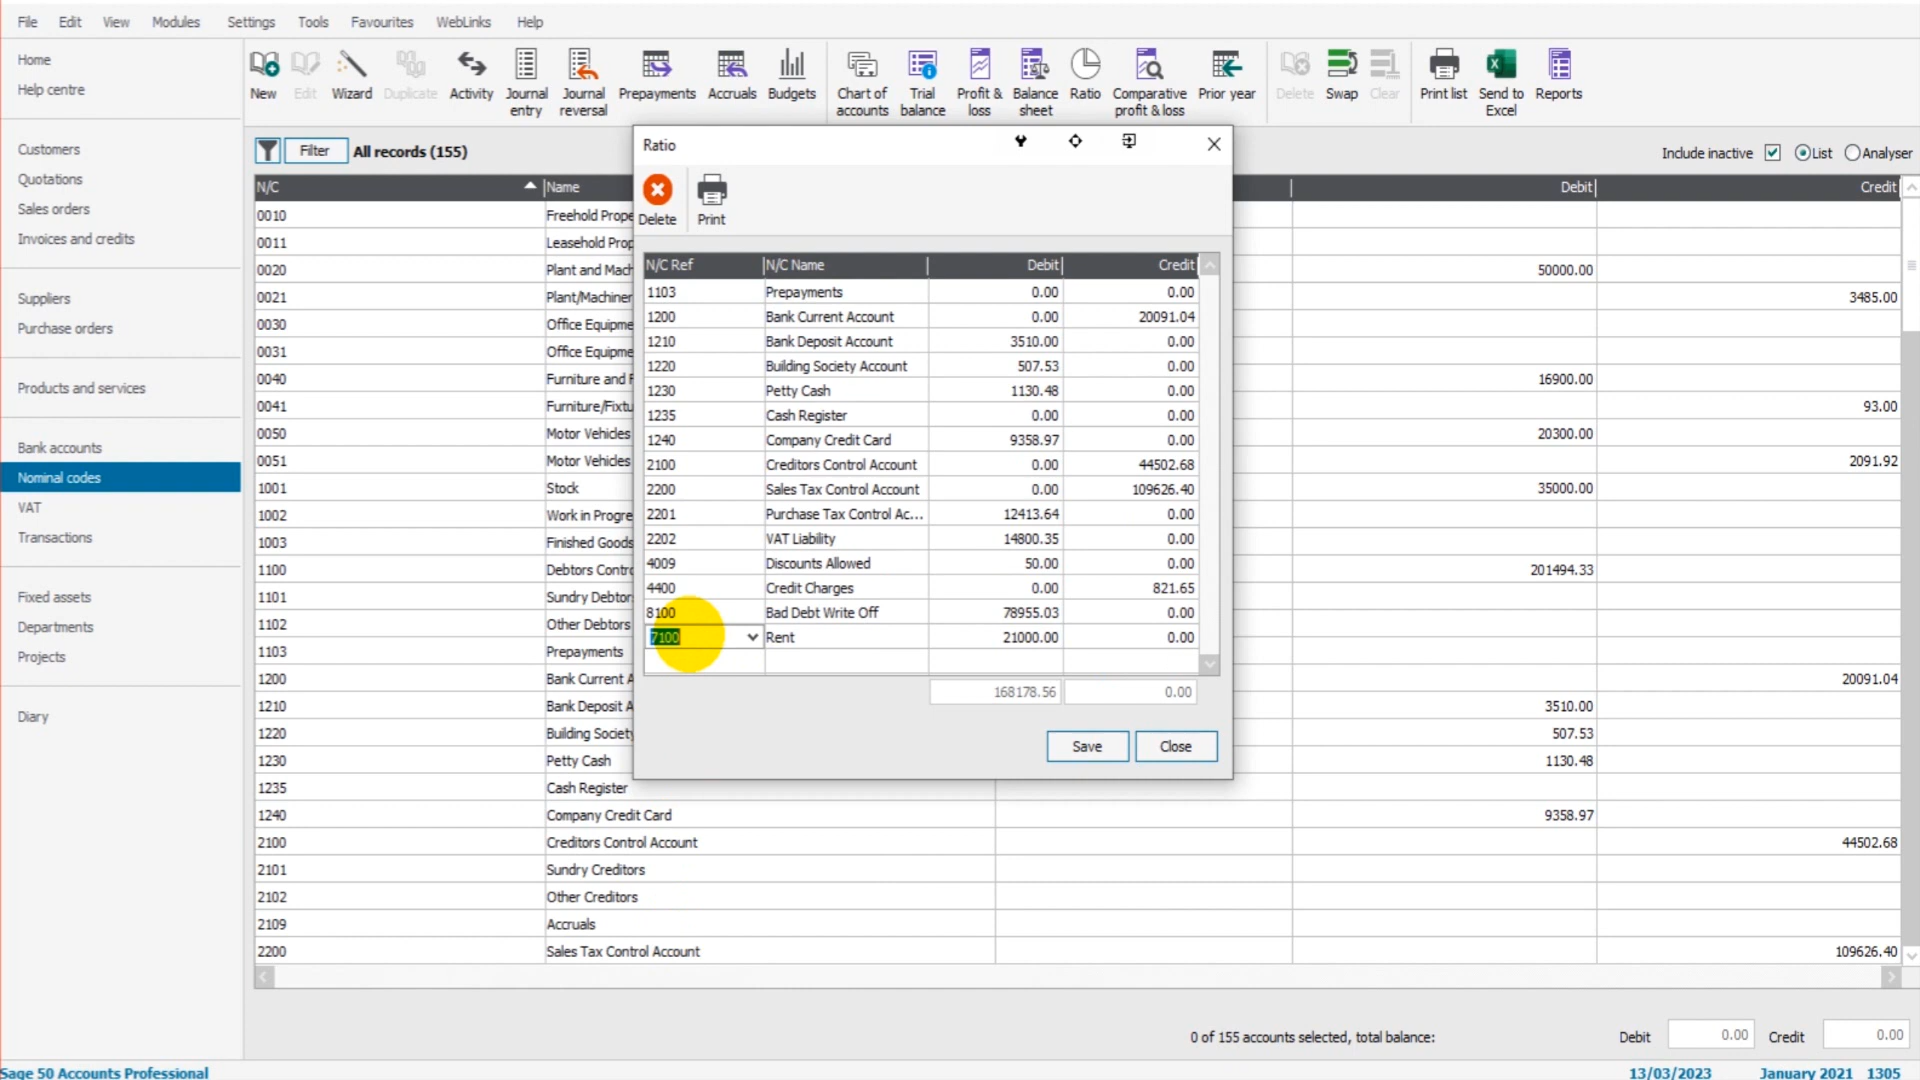 File Edit View Modules Settings Tools Favourites WebLinks Help
Home
Help centre
Customers
Quotations
Sales orders
Invoices and credits
Suppliers
Purchase orders
Products and services
Bank accounts
Nominal codes
VAT
Transactions
Fixed assets
Departments
Projects
Diary
New Edit Wizard Duplicate Activity Journal entry Journal reversal Prepayments Accruals Budgets Chart of accounts Trial balance Profit & loss Balance sheet Ratio Comparative profit & loss Prior year Delete Swap Clear Print list Send to Excel Reports
Filter All records (155) Include inactive List Analyser
N/C Name Debit Credit
0010 Freehold Prope
0011 Leasehold Prop
0020 Plant and Mach 50000.00
0021 Plant/Machiner 3485.00
0030 Office Equipme
0031 Office Equipme
0040 Furniture and F 16900.00
0041 Furniture/Fixtu 93.00
0050 Motor Vehicles 20300.00
0051 Motor Vehicles 2091.92
1001 Stock 35000.00
1002 Work in Progre
1003 Finished Goods
1100 Debtors Contro 201494.33
1101 Sundry Debtor
1102 Other Debtors
1103 Prepayments
1200 Bank Current A 20091.04
1210 Bank Deposit A 3510.00
1220 Building Society 507.53
1230 Petty Cash 1130.48
1235 Cash Register
1240 Company Credit Card 9358.97
2100 Creditors Control Account 44502.68
2101 Sundry Creditors
2102 Other Creditors
2109 Accruals
2200 Sales Tax Control Account 109626.40
Ratio
Delete Print
N/C Ref N/C Name Debit Credit
1103 Prepayments 0.00 0.00
1200 Bank Current Account 0.00 20091.04
1210 Bank Deposit Account 3510.00 0.00
1220 Building Society Account 507.53 0.00
1230 Petty Cash 1130.48 0.00
1235 Cash Register 0.00 0.00
1240 Company Credit Card 9358.97 0.00
2100 Creditors Control Account 0.00 44502.68
2200 Sales Tax Control Account 0.00 109626.40
2201 Purchase Tax Control Ac... 12413.64 0.00
2202 VAT Liability 14800.35 0.00
4009 Discounts Allowed 50.00 0.00
4400 Credit Charges 0.00 821.65
8100 Bad Debt Write Off 78955.03 0.00
7100 Rent 21000.00 0.00
168178.56 0.00
Save Close
0 of 155 accounts selected, total balance: Debit 0.00 Credit 0.00
Sage 50 Accounts Professional 13/03/2023 January 2021 1305